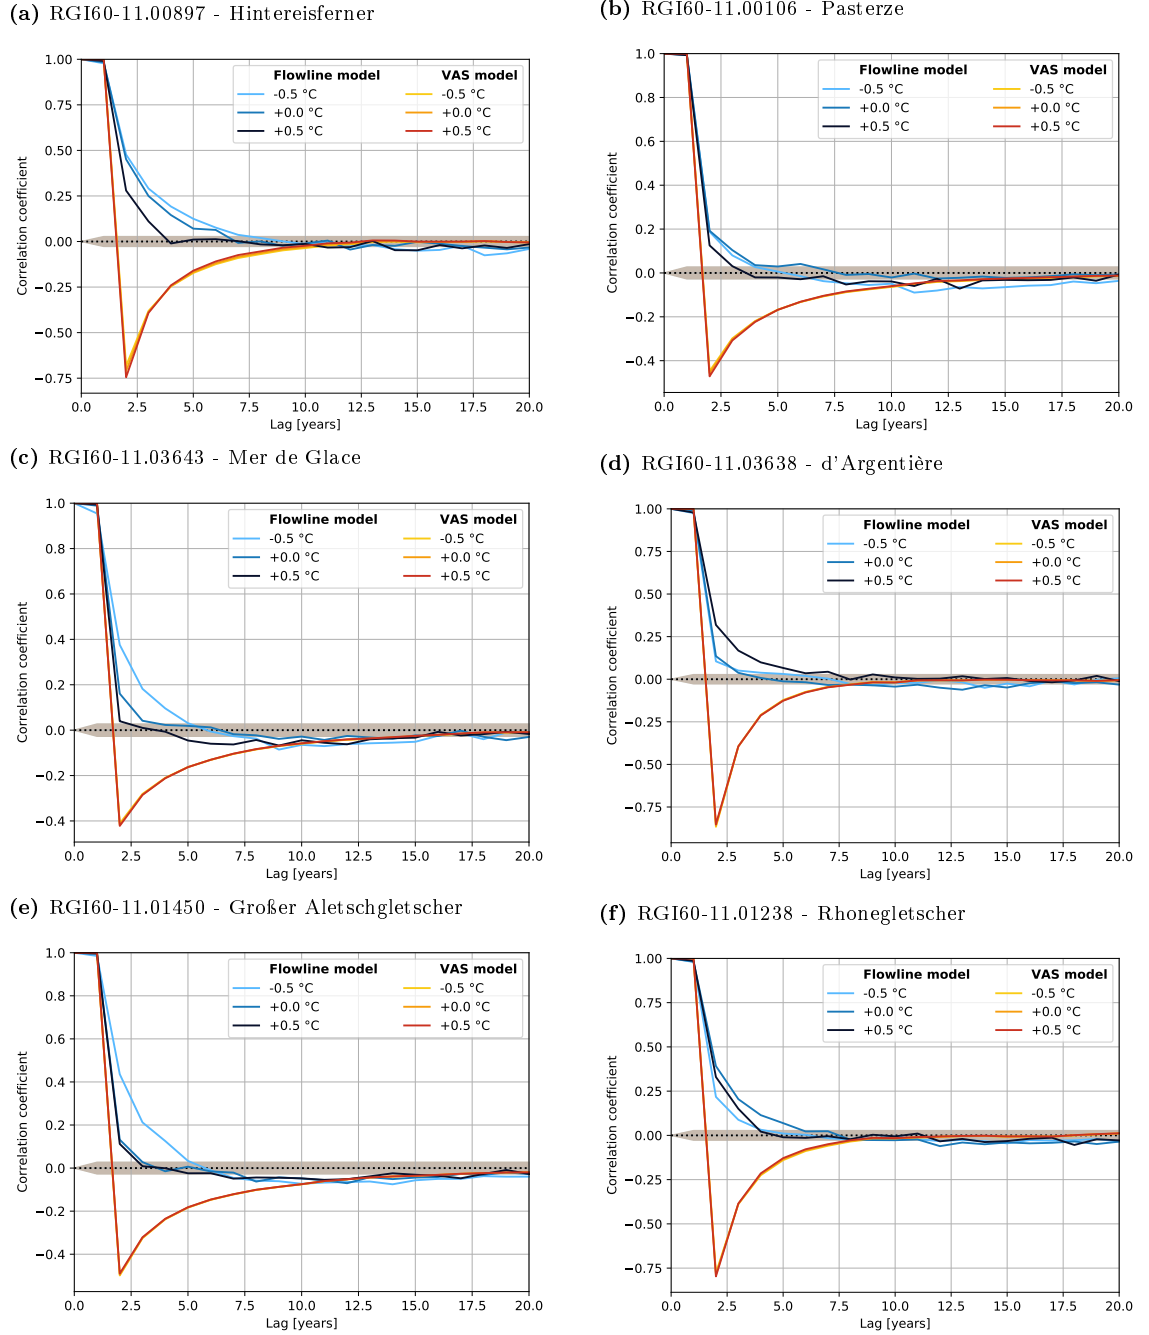 (a) RGI60-11.00897 - Hintereisferner
1.00
0.75
0.50
0.25
0.00
−0.25
−0.50
−0.75
Correlation coefficient
Flowline model VAS model
-0.5 °C -0.5 °C
+0.0 °C +0.0 °C
+0.5 °C +0.5 °C
0.0 2.5 5.0 7.5 10.0 12.5 15.0 17.5 20.0
Lag [years]
(b) RGI60-11.00106 - Pasterze
1.0
0.8
0.6
0.4
0.2
0.0
−0.2
−0.4
Correlation coefficient
Flowline model VAS model
-0.5 °C -0.5 °C
+0.0 °C +0.0 °C
+0.5 °C +0.5 °C
0.0 2.5 5.0 7.5 10.0 12.5 15.0 17.5 20.0
Lag [years]
(c) RGI60-11.03643 - Mer de Glace
1.0
0.8
0.6
0.4
0.2
0.0
−0.2
−0.4
Correlation coefficient
Flowline model VAS model
-0.5 °C -0.5 °C
+0.0 °C +0.0 °C
+0.5 °C +0.5 °C
0.0 2.5 5.0 7.5 10.0 12.5 15.0 17.5 20.0
Lag [years]
(d) RGI60-11.03638 - d'Argentière
1.00
0.75
0.50
0.25
0.00
−0.25
−0.50
−0.75
Correlation coefficient
Flowline model VAS model
-0.5 °C -0.5 °C
+0.0 °C +0.0 °C
+0.5 °C +0.5 °C
0.0 2.5 5.0 7.5 10.0 12.5 15.0 17.5 20.0
Lag [years]
(e) RGI60-11.01450 - Großer Aletschgletscher
1.0
0.8
0.6
0.4
0.2
0.0
−0.2
−0.4
Correlation coefficient
Flowline model VAS model
-0.5 °C -0.5 °C
+0.0 °C +0.0 °C
+0.5 °C +0.5 °C
0.0 2.5 5.0 7.5 10.0 12.5 15.0 17.5 20.0
Lag [years]
(f) RGI60-11.01238 - Rhonegletscher
1.00
0.75
0.50
0.25
0.00
−0.25
−0.50
−0.75
Correlation coefficient
Flowline model VAS model
-0.5 °C -0.5 °C
+0.0 °C +0.0 °C
+0.5 °C +0.5 °C
0.0 2.5 5.0 7.5 10.0 12.5 15.0 17.5 20.0
Lag [years]